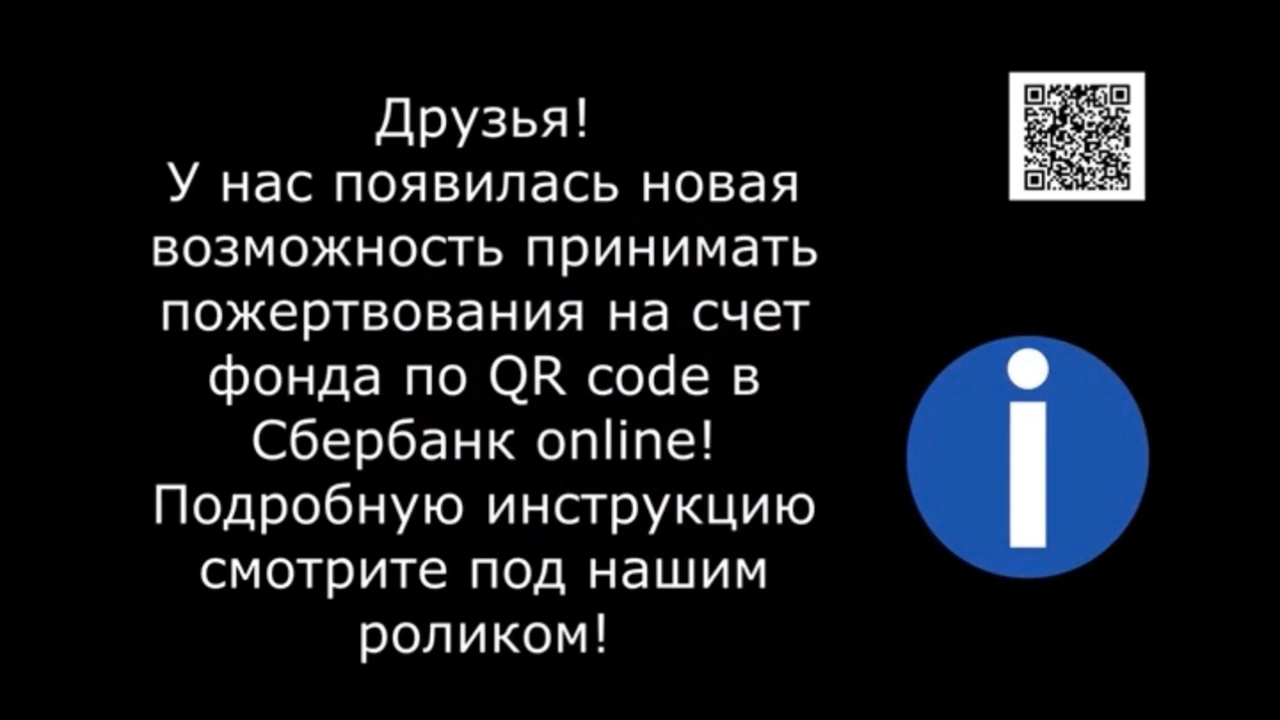 Друзья!
У нас появилась новая
возможность принимать
пожертвования на счет
фонда по QR code в
Сбербанк online!
Подробную инструкцию
смотрите под нашим
роликом!